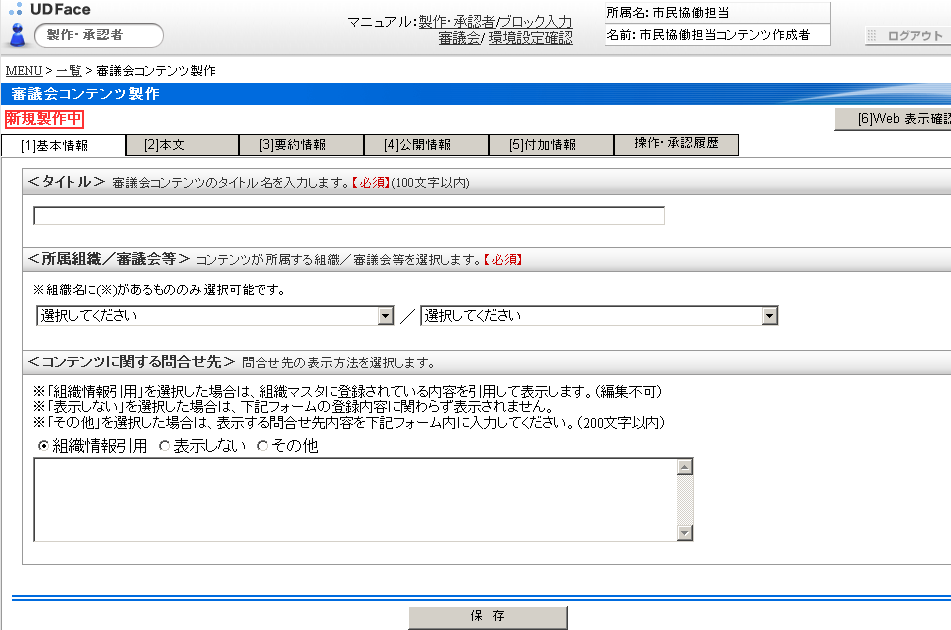 UDFace
製作・承認者
マニュアル：製作・承認者/ブロック入力
審議会/ 環境設定確認
所属名：市民協働担当
名前：市民協働担当コンテンツ作成者
ログアウト
MENU > 一覧 > 審議会コンテンツ製作
審議会コンテンツ製作
新規製作中
[6]Web 表示確認
[1]基本情報 [2]本文 [3]要約情報 [4]公開情報 [5]付加情報 操作・承認履歴
＜タイトル＞ 審議会コンテンツのタイトル名を入力します。【必須】(100文字以内)
＜所属組織／審議会等＞ コンテンツが所属する組織／審議会等を選択します。【必須】
※組織名に(※)があるもののみ選択可能です。
選択してください ／ 選択してください
＜コンテンツに関する問合せ先＞ 問合せ先の表示方法を選択します。
※「組織情報引用」を選択した場合は、組織マスタに登録されている内容を引用して表示します。（編集不可）
※「表示しない」を選択した場合は、下記フォームの登録内容に関わらず表示されません。
※「その他」を選択した場合は、表示する問合せ先内容を下記フォーム内に入力してください。（200文字以内）
組織情報引用 表示しない その他
保 存